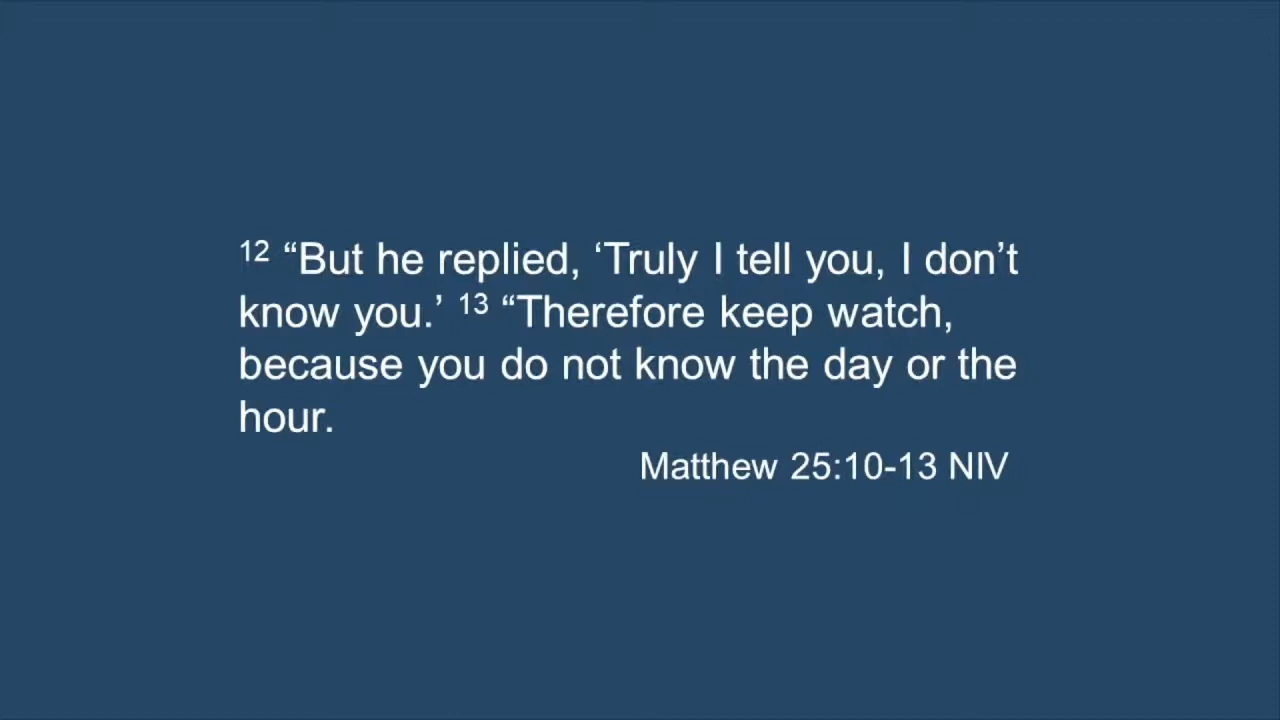 12 “But he replied, ‘Truly I tell you, I don’t
know you.’ 13 “Therefore keep watch,
because you do not know the day or the
hour.
Matthew 25:10-13 NIV